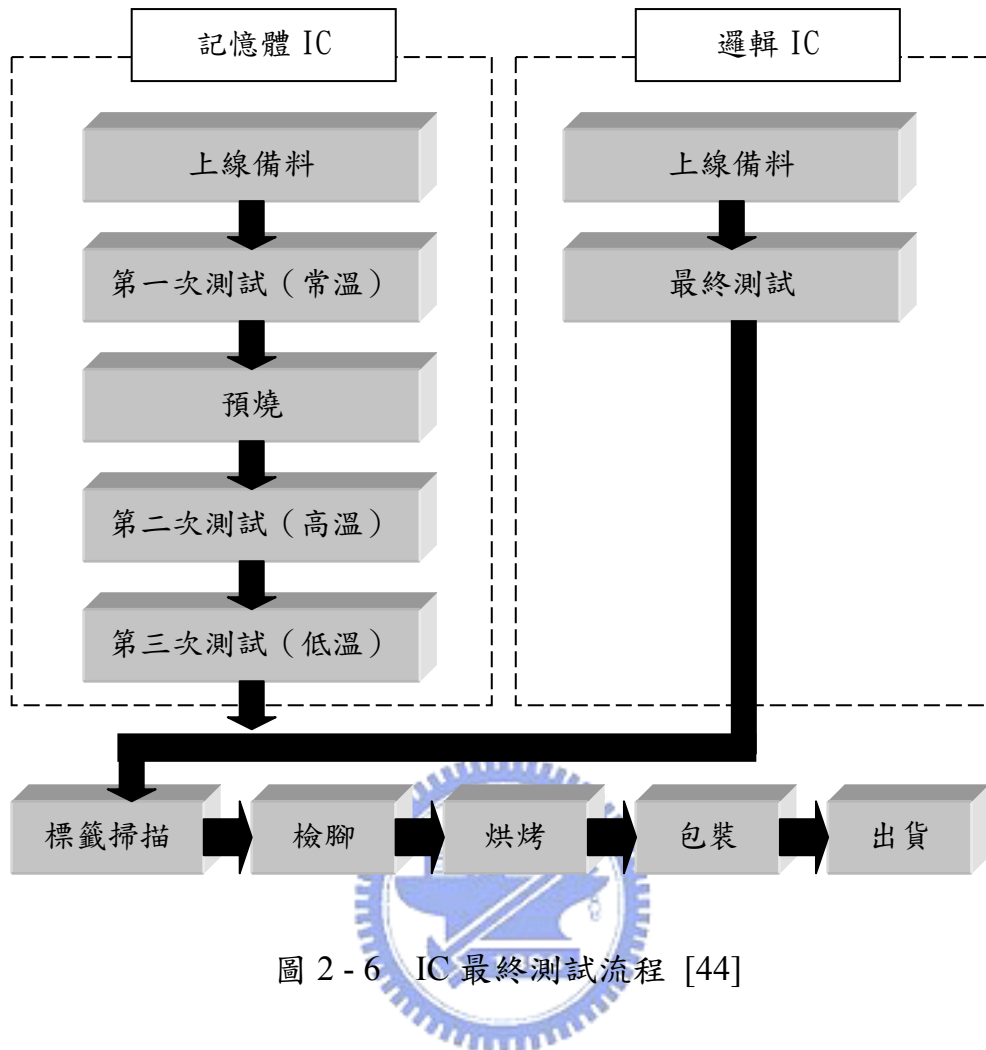 記憶體 IC
邏輯 IC
上線備料
第一次測試（常溫）
預燒
第二次測試（高溫）
第三次測試（低溫）
上線備料
最終測試
標籤掃描
檢腳
烘烤
包裝
出貨
圖 2 - 6 IC 最終測試流程 [44]